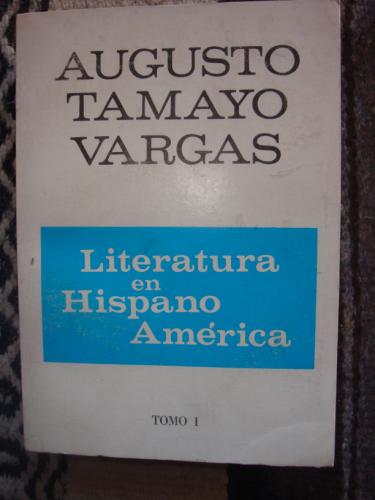 AUGUSTO
TAMAYO
VARGAS
Literatura
en
Hispano
América
TOMO 1